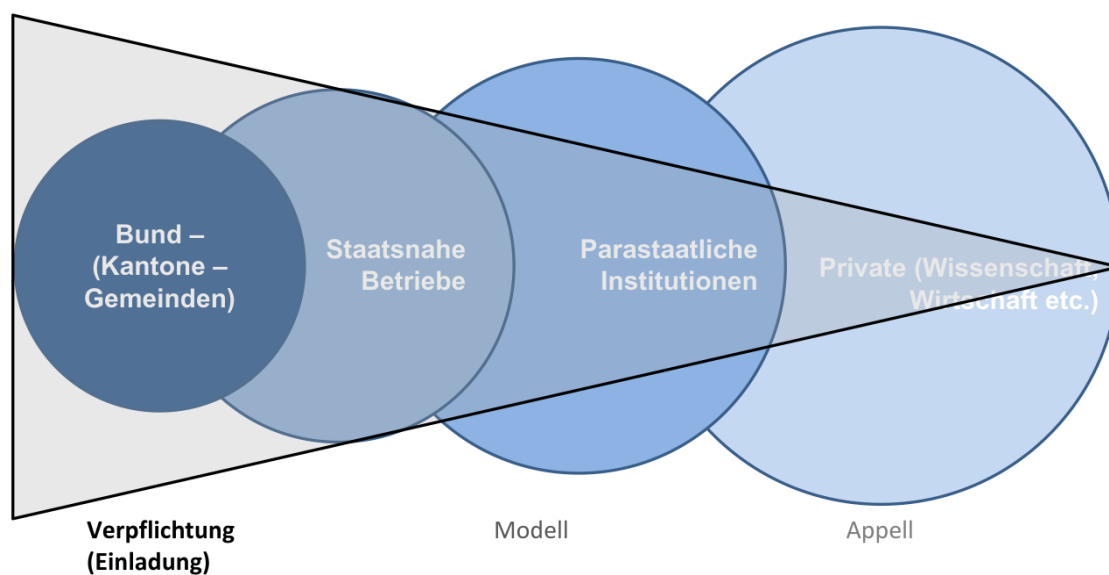 Bund –
(Kantone –
Gemeinden)
Staatsnahe
Betriebe
Parastaatliche
Institutionen
Private (Wissenschaft,
Wirtschaft etc.)
Verpflichtung
(Einladung)
Modell
Appell